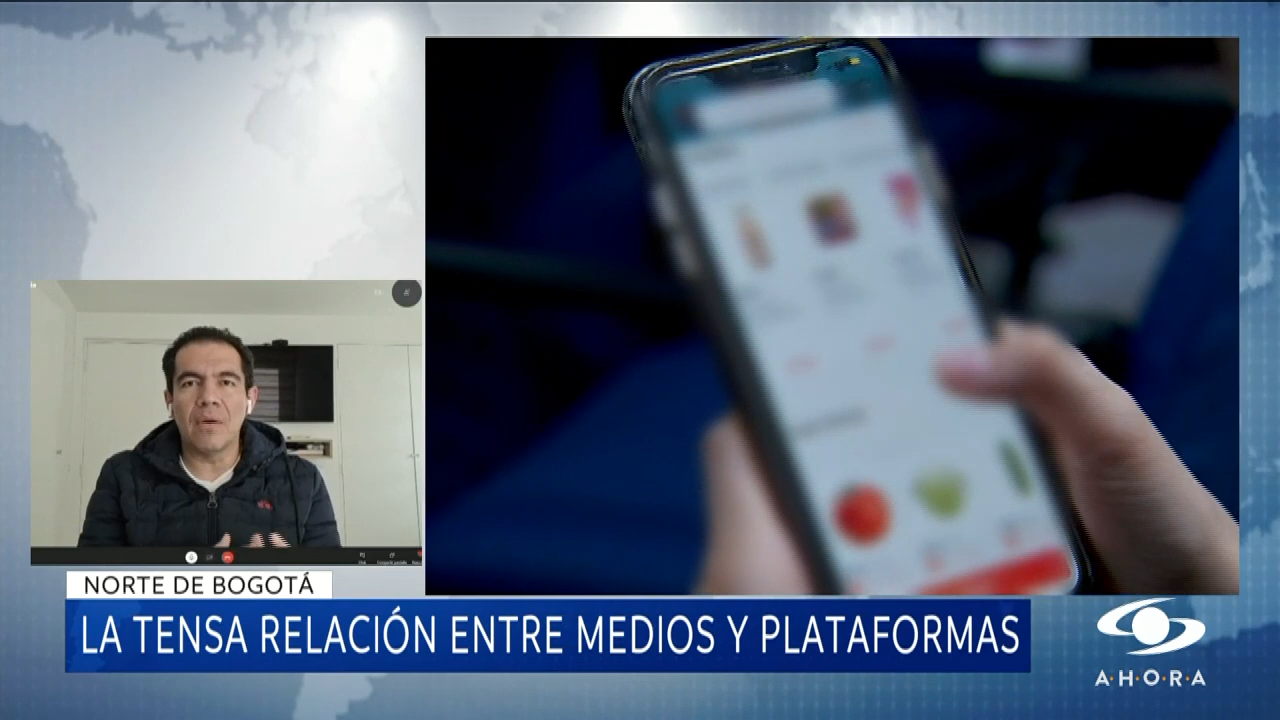 NORTE DE BOGOTÁ
LA TENSA RELACIÓN ENTRE MEDIOS Y PLATAFORMAS
AHORA